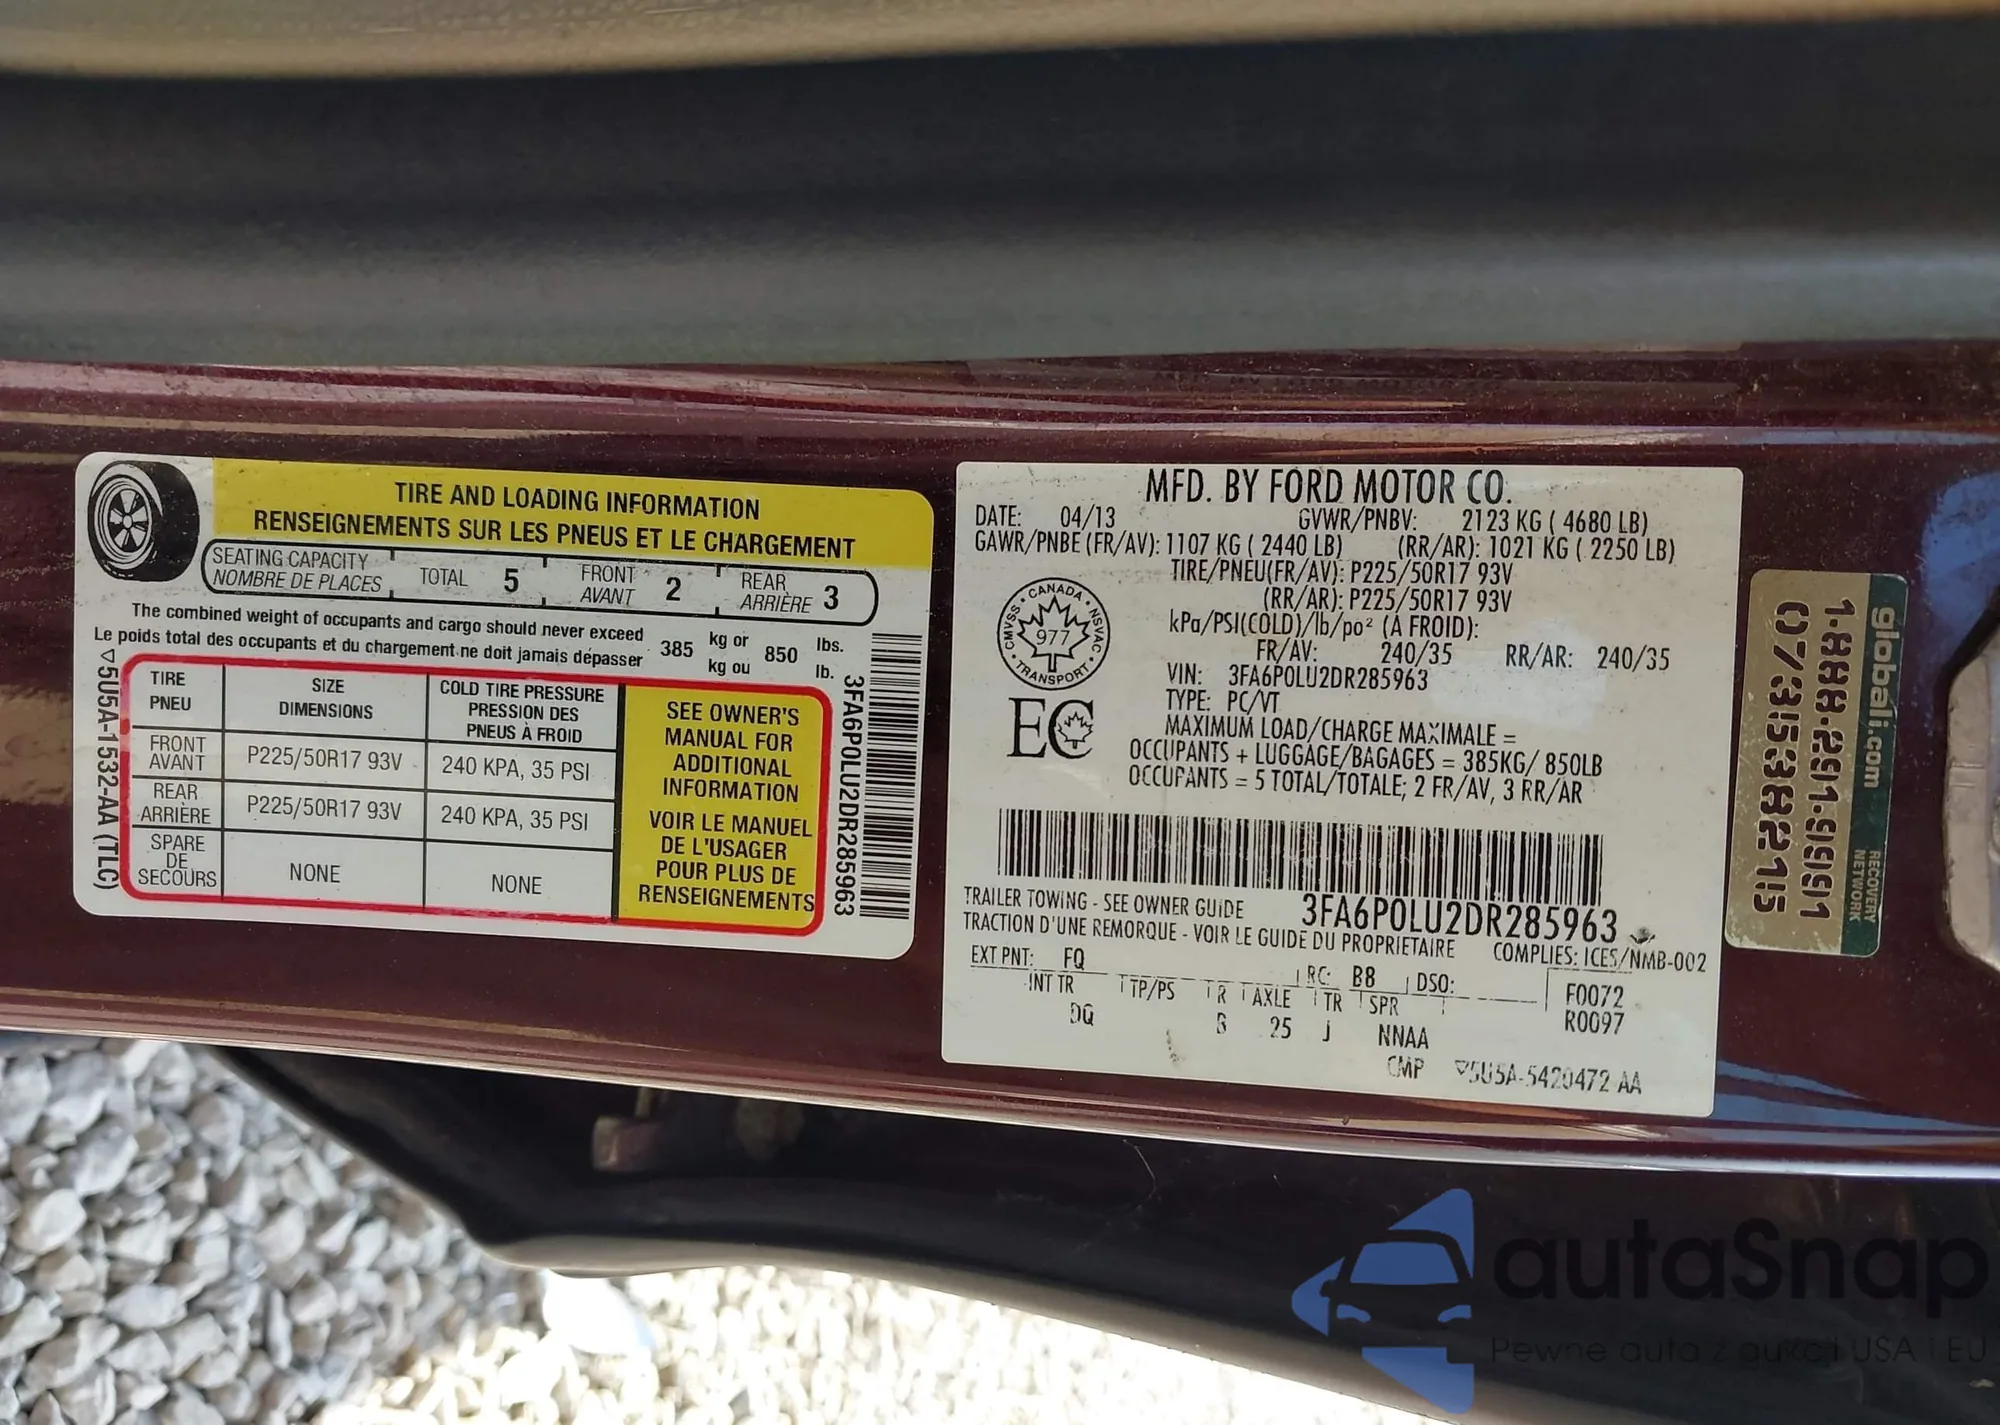 TIRE AND LOADING INFORMATION
RENSEIGNEMENTS SUR LES PNEUS ET LE CHARGEMENT
SEATING CAPACITY
NOMBRE DE PLACES
TOTAL 5
FRONT
AVANT 2
REAR
ARRIÈRE 3
The combined weight of occupants and cargo should never exceed 385 kg or 850 lbs.
Le poids total des occupants et du chargement ne doit jamais dépasser kg ou lb.
TIRE
PNEU
SIZE
DIMENSIONS
COLD TIRE PRESSURE
PRESSION DES
PNEUS À FROID
FRONT
AVANT
P225/50R17 93V
240 KPA, 35 PSI
REAR
ARRIÈRE
P225/50R17 93V
240 KPA, 35 PSI
SPARE
DE
SECOURS
NONE
NONE
SEE OWNER'S
MANUAL FOR
ADDITIONAL
INFORMATION
VOIR LE MANUEL
DE L'USAGER
POUR PLUS DE
RENSEIGNEMENTS
▽5U5A-1532-AA (TLC)
3FA6P0LU2DR285963
MFD. BY FORD MOTOR CO.
DATE: 04/13 GVWR/PNBV: 2123 KG ( 4680 LB)
GAWR/PNBE (FR/AV): 1107 KG ( 2440 LB) (RR/AR): 1021 KG ( 2250 LB)
TIRE/PNEU(FR/AV): P225/50R17 93V
(RR/AR): P225/50R17 93V
kPa/PSI(COLD)/lb/po² (A FROID):
FR/AV: 240/35 RR/AR: 240/35
VIN: 3FA6P0LU2DR285963
TYPE: PC/VT
MAXIMUM LOAD/CHARGE MAXIMALE =
OCCUPANTS + LUGGAGE/BAGAGES = 385KG/ 850LB
OCCUPANTS = 5 TOTAL/TOTALE; 2 FR/AV, 3 RR/AR
CMVSS · CANADA · NSVAC · TRANSPORT ·
977
EC
TRAILER TOWING - SEE OWNER GUIDE 3FA6P0LU2DR285963
TRACTION D'UNE REMORQUE - VOIR LE GUIDE DU PROPRIETAIRE COMPLIES: ICES/NMB-002
EXT PNT: FQ RC: B8 DSO: F0072
INT TR TP/PS R AXLE TR SPR R0097
DQ B 25 J NNAA
CMP ▽5U5A-5420472-AA
globali.com
RECOVERY
NETWORK
1.888.291.9991
073538215
autaSnap
Pewne auta z aukcji USA i EU